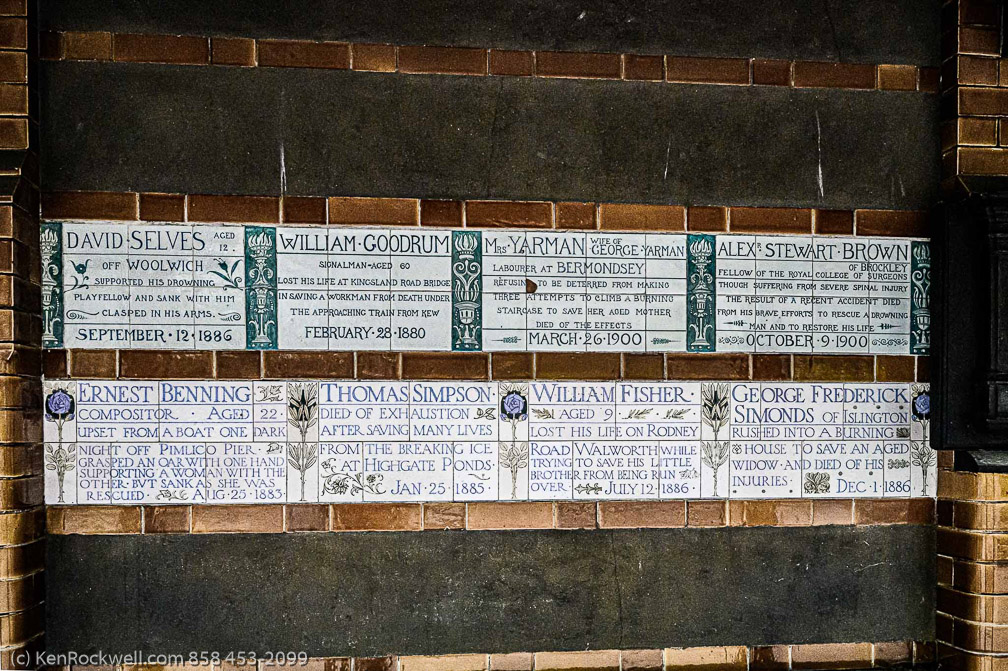 DAVID SELVES AGED 12
OFF WOOLWICH
SUPPORTED HIS DROWNING
PLAYFELLOW AND SANK WITH HIM
CLASPED IN HIS ARMS.
SEPTEMBER · 12 · 1886
WILLIAM · GOODRUM
SIGNALMAN · AGED 60
LOST HIS LIFE AT KINGSLAND ROAD BRIDGE
IN SAVING A WORKMAN FROM DEATH UNDER
THE APPROACHING TRAIN FROM KEW
FEBRUARY · 28 · 1880
MRS · YARMAN WIFE OF GEORGE · YARMAN
LABOURER AT BERMONDSEY
REFUSING TO BE DETERRED FROM MAKING
THREE ATTEMPTS TO CLIMB A BURNING
STAIRCASE TO SAVE HER AGED MOTHER
DIED OF THE EFFECTS
MARCH · 26 · 1900
ALEXR · STEWART · BROWN
OF BROCKLEY
FELLOW OF THE ROYAL COLLEGE OF SURGEONS
THOUGH SUFFERING FROM SEVERE SPINAL INJURY
THE RESULT OF A RECENT ACCIDENT DIED
FROM HIS BRAVE EFFORTS TO RESCUE A DROWNING
MAN AND TO RESTORE HIS LIFE
OCTOBER · 9 · 1900
ERNEST BENNING
COMPOSITOR · AGED 22
UPSET FROM A BOAT ONE DARK
NIGHT OFF PIMLICO PIER ·
GRASPED AN OAR WITH ONE HAND
SUPPORTING A WOMAN WITH THE
OTHER · BUT SANK AS SHE WAS
RESCUED · AUG · 25 · 1883
THOMAS SIMPSON ·
DIED OF EXHAUSTION
AFTER SAVING MANY LIVES
FROM THE BREAKING ICE
AT HIGHGATE PONDS ·
JAN · 25 · 1885
WILLIAM FISHER ·
AGED 9
LOST HIS LIFE ON RODNEY
ROAD WALWORTH WHILE
TRYING TO SAVE HIS LITTLE
BROTHER FROM BEING RUN
OVER · JULY 12 · 1886
GEORGE FREDERICK
SIMONDS OF ISLINGTON
RUSHED INTO A BURNING
HOUSE TO SAVE AN AGED
WIDOW · AND DIED OF HIS
INJURIES · DEC 1 · 1886
(c) KenRockwell.com 858-453-2099